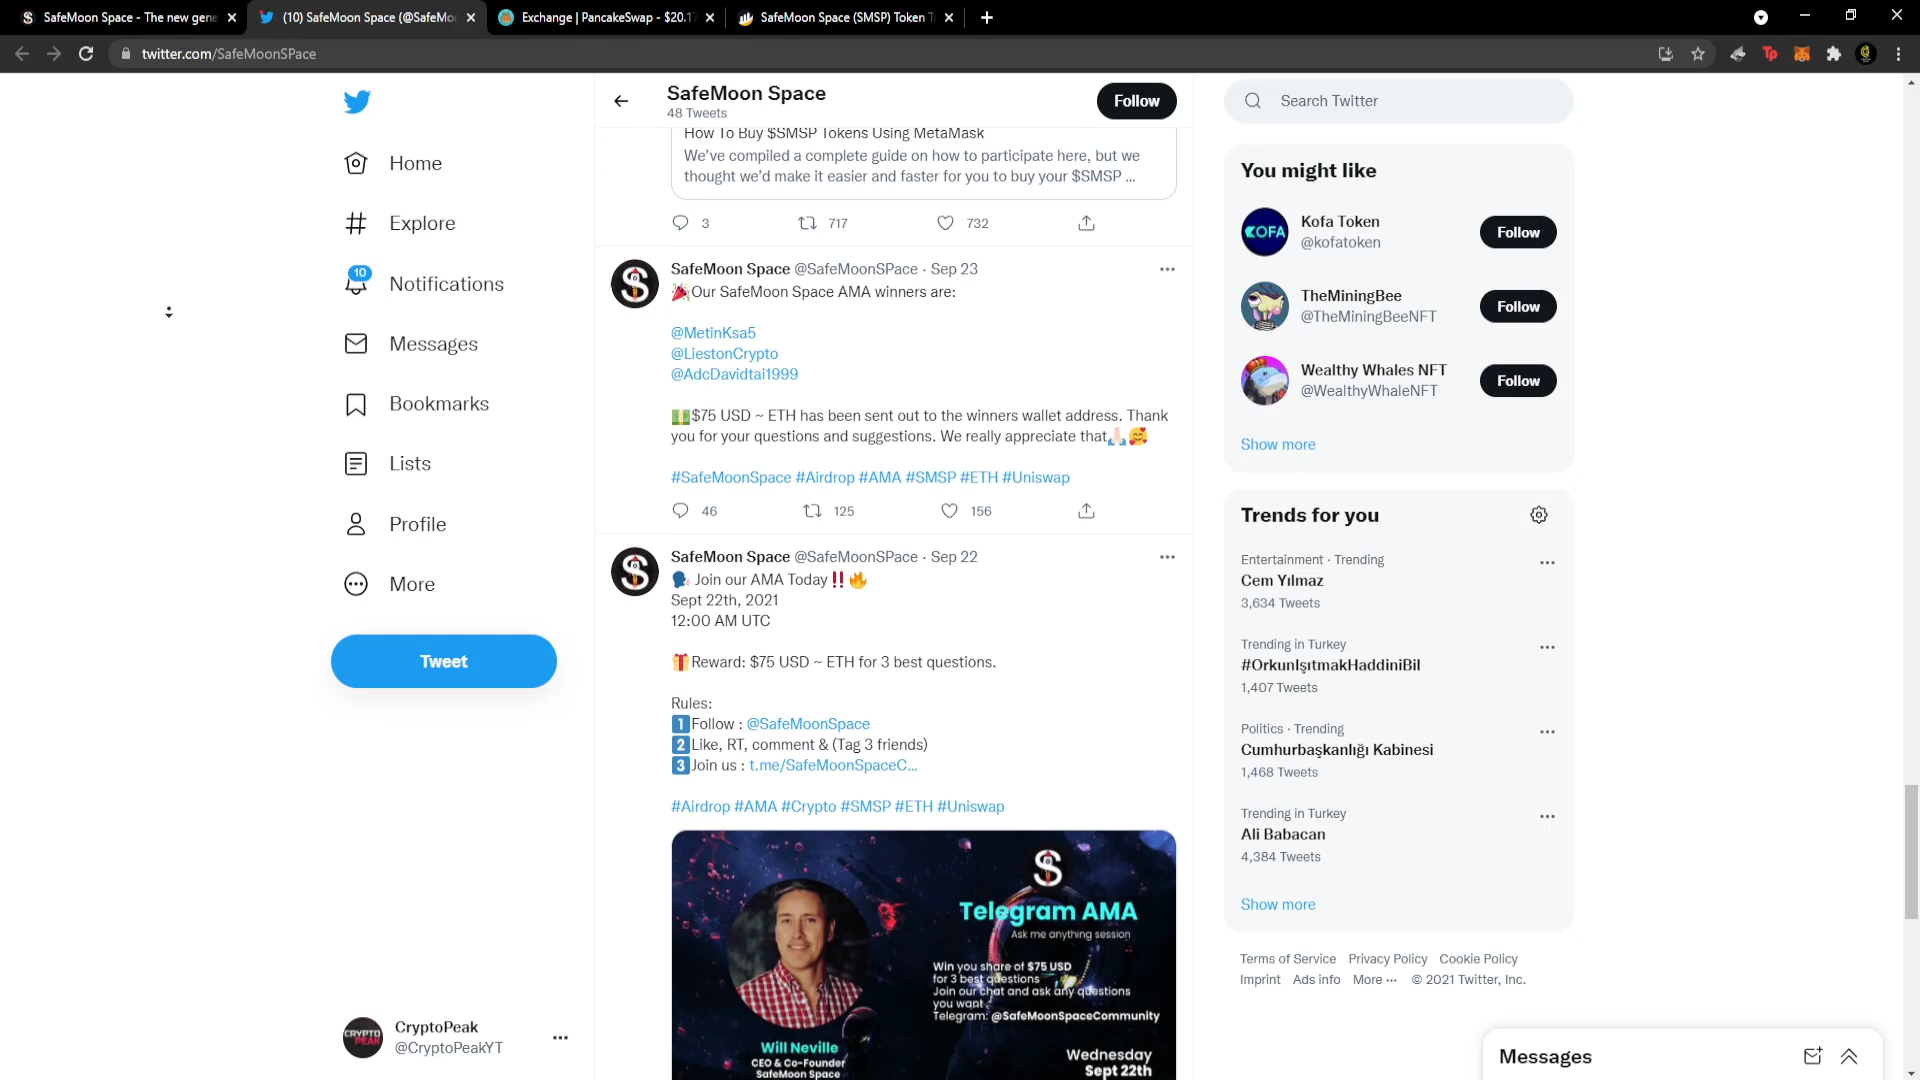 SafeMoon Space - The new gene
(10) SafeMoon Space (@SafeMo
Exchange | PancakeSwap - $20.17
SafeMoon Space (SMSP) Token T
twitter.com/SafeMoonSPace
Home
Explore
10
Notifications
Messages
Bookmarks
Lists
Profile
More
Tweet
CRYPTO
PEAK
CryptoPeak
@CryptoPeakYT
SafeMoon Space
48 Tweets
Follow
How To Buy $SMSP Tokens Using MetaMask
We've compiled a complete guide on how to participate here, but we
thought we'd make it easier and faster for you to buy your $SMSP ...
3 717 732
SafeMoon Space @SafeMoonSPace · Sep 23
🎉Our SafeMoon Space AMA winners are:
@MetinKsa5
@LiestonCrypto
@AdcDavidtai1999
💵$75 USD ~ ETH has been sent out to the winners wallet address. Thank
you for your questions and suggestions. We really appreciate that🙏🏻🥰
#SafeMoonSpace #Airdrop #AMA #SMSP #ETH #Uniswap
46 125 156
SafeMoon Space @SafeMoonSPace · Sep 22
🗣 Join our AMA Today‼️🔥
Sept 22th, 2021
12:00 AM UTC
🎁Reward: $75 USD ~ ETH for 3 best questions.
Rules:
1️⃣Follow : @SafeMoonSpace
2️⃣Like, RT, comment & (Tag 3 friends)
3️⃣Join us : t.me/SafeMoonSpaceC...
#Airdrop #AMA #Crypto #SMSP #ETH #Uniswap
Telegram AMA
Ask me anything session
Win you share of $75 USD
for 3 best questions
Join our chat and ask any questions
you want
Telegram: @SafeMoonSpaceCommunity
Will Neville
CEO & Co-Founder
SafeMoon Space
Wednesday
Sept 22th
Search Twitter
You might like
KOFA
Kofa Token
@kofatoken
Follow
TheMiningBee
@TheMiningBeeNFT
Follow
Wealthy Whales NFT
@WealthyWhaleNFT
Follow
Show more
Trends for you
Entertainment · Trending
Cem Yılmaz
3,634 Tweets
Trending in Turkey
#OrkunIşıtmakHaddiniBil
1,407 Tweets
Politics · Trending
Cumhurbaşkanlığı Kabinesi
1,468 Tweets
Trending in Turkey
Ali Babacan
4,384 Tweets
Show more
Terms of Service Privacy Policy Cookie Policy
Imprint Ads info More ··· © 2021 Twitter, Inc.
Messages